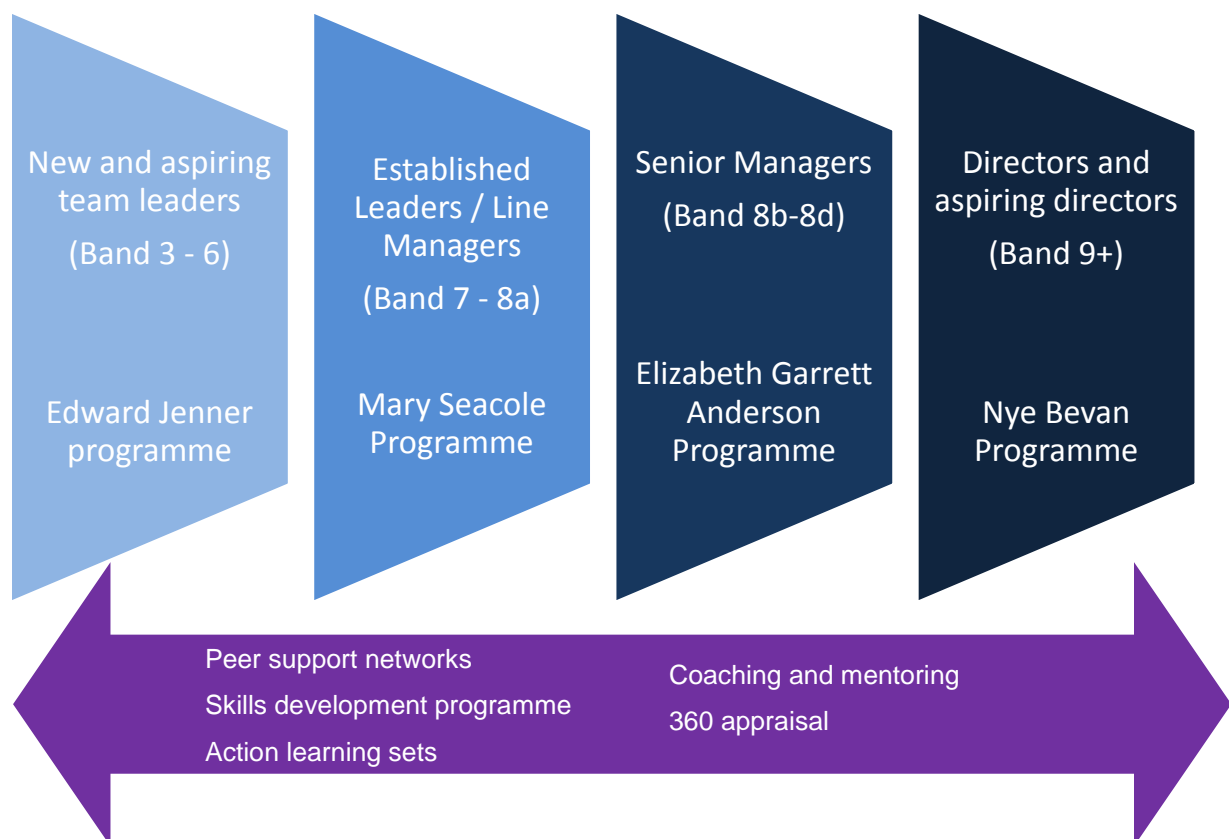 New and aspiring
team leaders
(Band 3 - 6)
Edward Jenner
programme
Established
Leaders / Line
Managers
(Band 7 - 8a)
Mary Seacole
Programme
Senior Managers
(Band 8b-8d)
Elizabeth Garrett
Anderson
Programme
Directors and
aspiring directors
(Band 9+)
Nye Bevan
Programme
Peer support networks
Skills development programme
Action learning sets
Coaching and mentoring
360 appraisal